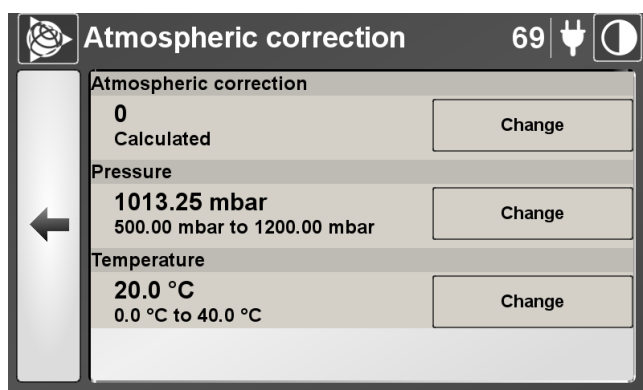 Atmospheric correction 69
Atmospheric correction
0
Calculated
Change
Pressure
1013.25 mbar
500.00 mbar to 1200.00 mbar
Change
Temperature
20.0 °C
0.0 °C to 40.0 °C
Change